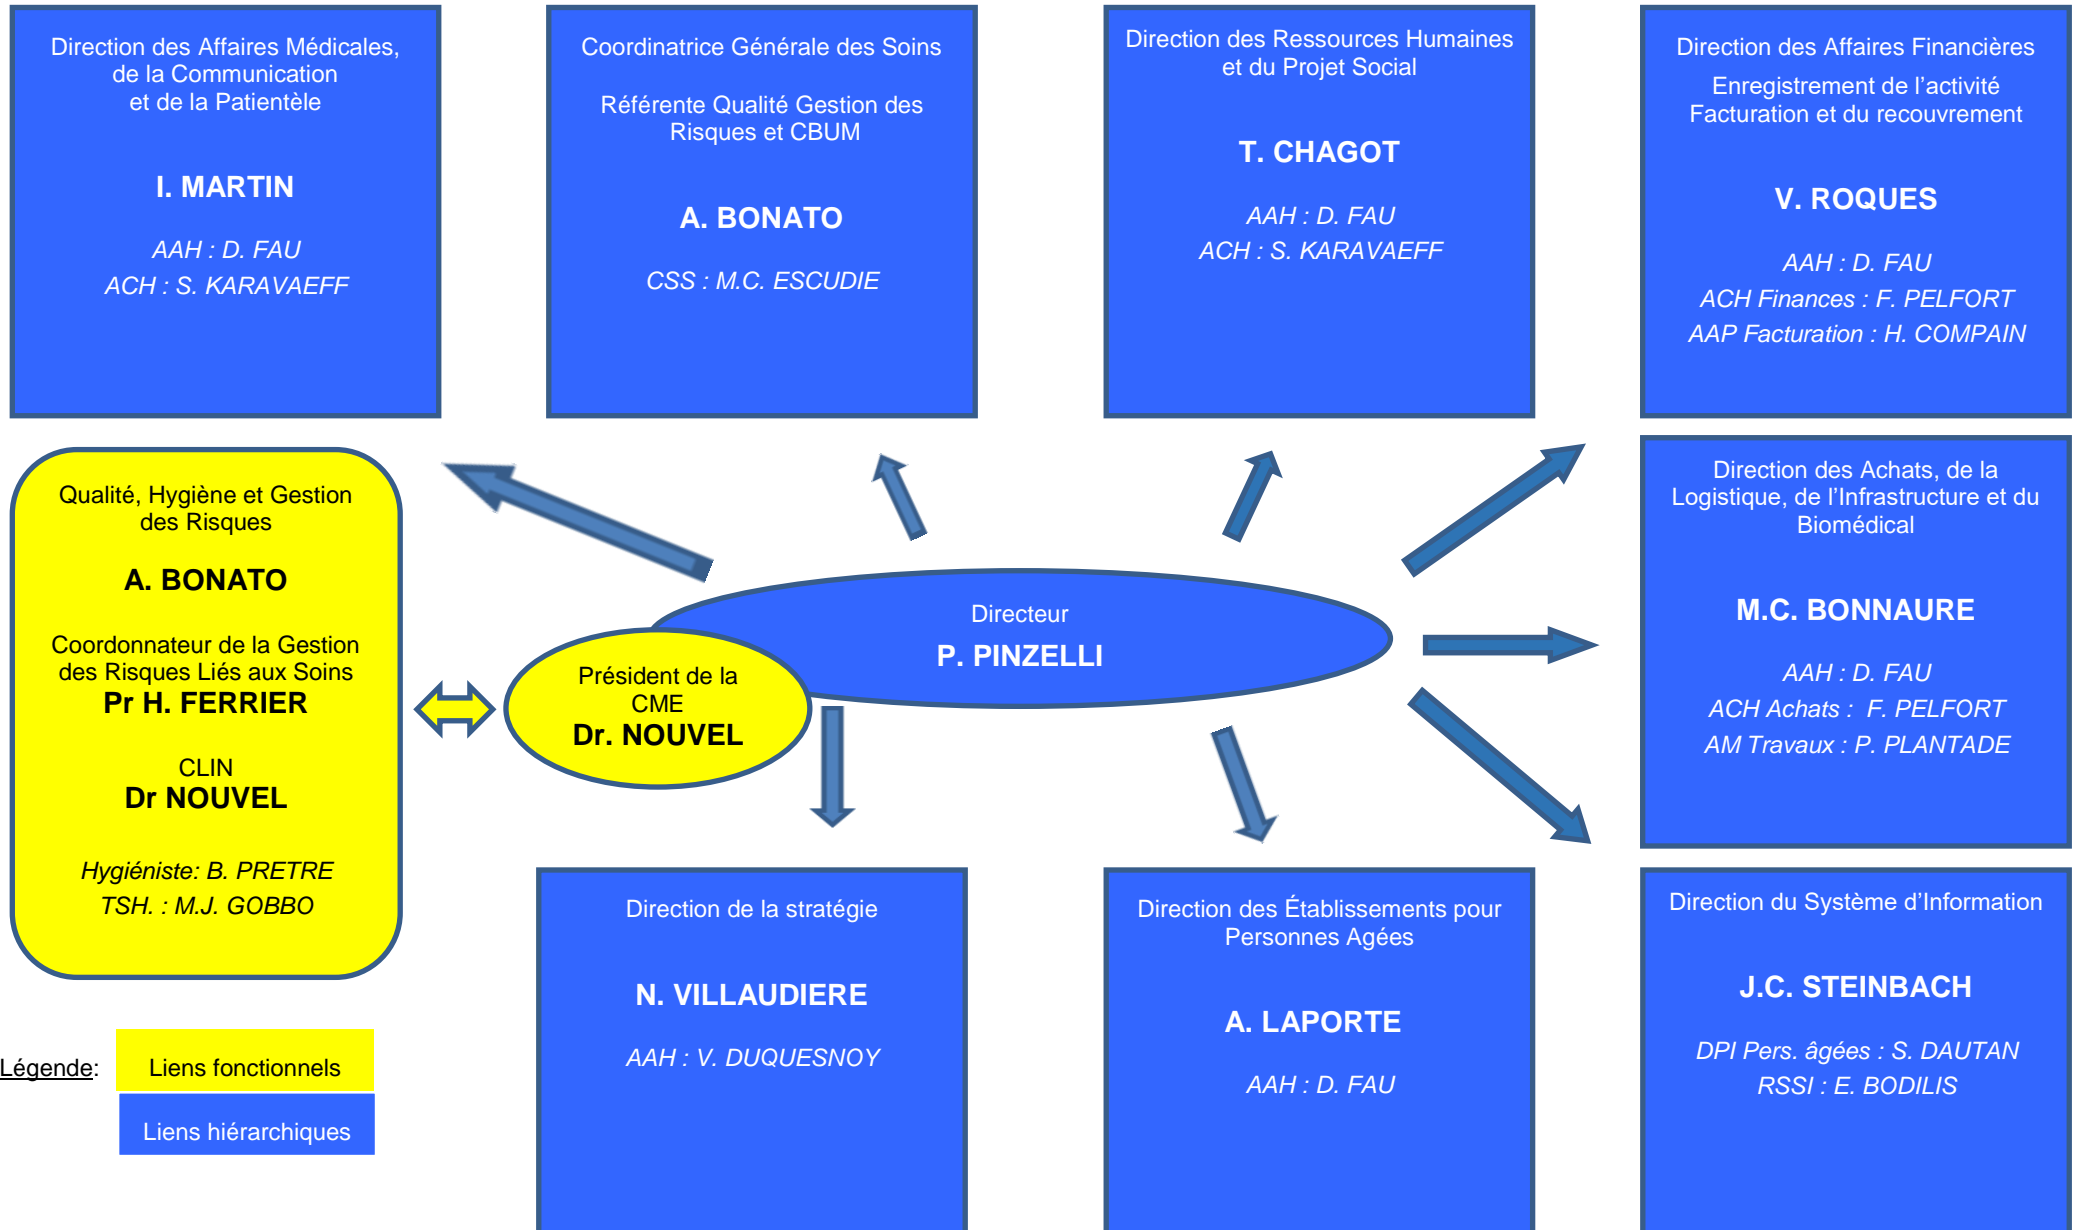 Direction des Affaires Médicales,
de la Communication
et de la Patientèle
I. MARTIN
AAH : D. FAU
ACH : S. KARAVAEFF
Coordinatrice Générale des Soins
Référente Qualité Gestion des
Risques et CBUM
A. BONATO
CSS : M.C. ESCUDIE
Direction des Ressources Humaines
et du Projet Social
T. CHAGOT
AAH : D. FAU
ACH : S. KARAVAEFF
Direction des Affaires Financières
Enregistrement de l’activité
Facturation et du recouvrement
V. ROQUES
AAH : D. FAU
ACH Finances : F. PELFORT
AAP Facturation : H. COMPAIN
Qualité, Hygiène et Gestion
des Risques
A. BONATO
Coordonnateur de la Gestion
des Risques Liés aux Soins
Pr H. FERRIER
CLIN
Dr NOUVEL
Hygiéniste: B. PRETRE
TSH. : M.J. GOBBO
Président de la
CME
Dr. NOUVEL
Directeur
P. PINZELLI
Direction des Achats, de la
Logistique, de l’Infrastructure et du
Biomédical
M.C. BONNAURE
AAH : D. FAU
ACH Achats : F. PELFORT
AM Travaux : P. PLANTADE
Direction de la stratégie
N. VILLAUDIERE
AAH : V. DUQUESNOY
Direction des Établissements pour
Personnes Agées
A. LAPORTE
AAH : D. FAU
Direction du Système d’Information
J.C. STEINBACH
DPI Pers. âgées : S. DAUTAN
RSSI : E. BODILIS
Légende:
Liens fonctionnels
Liens hiérarchiques